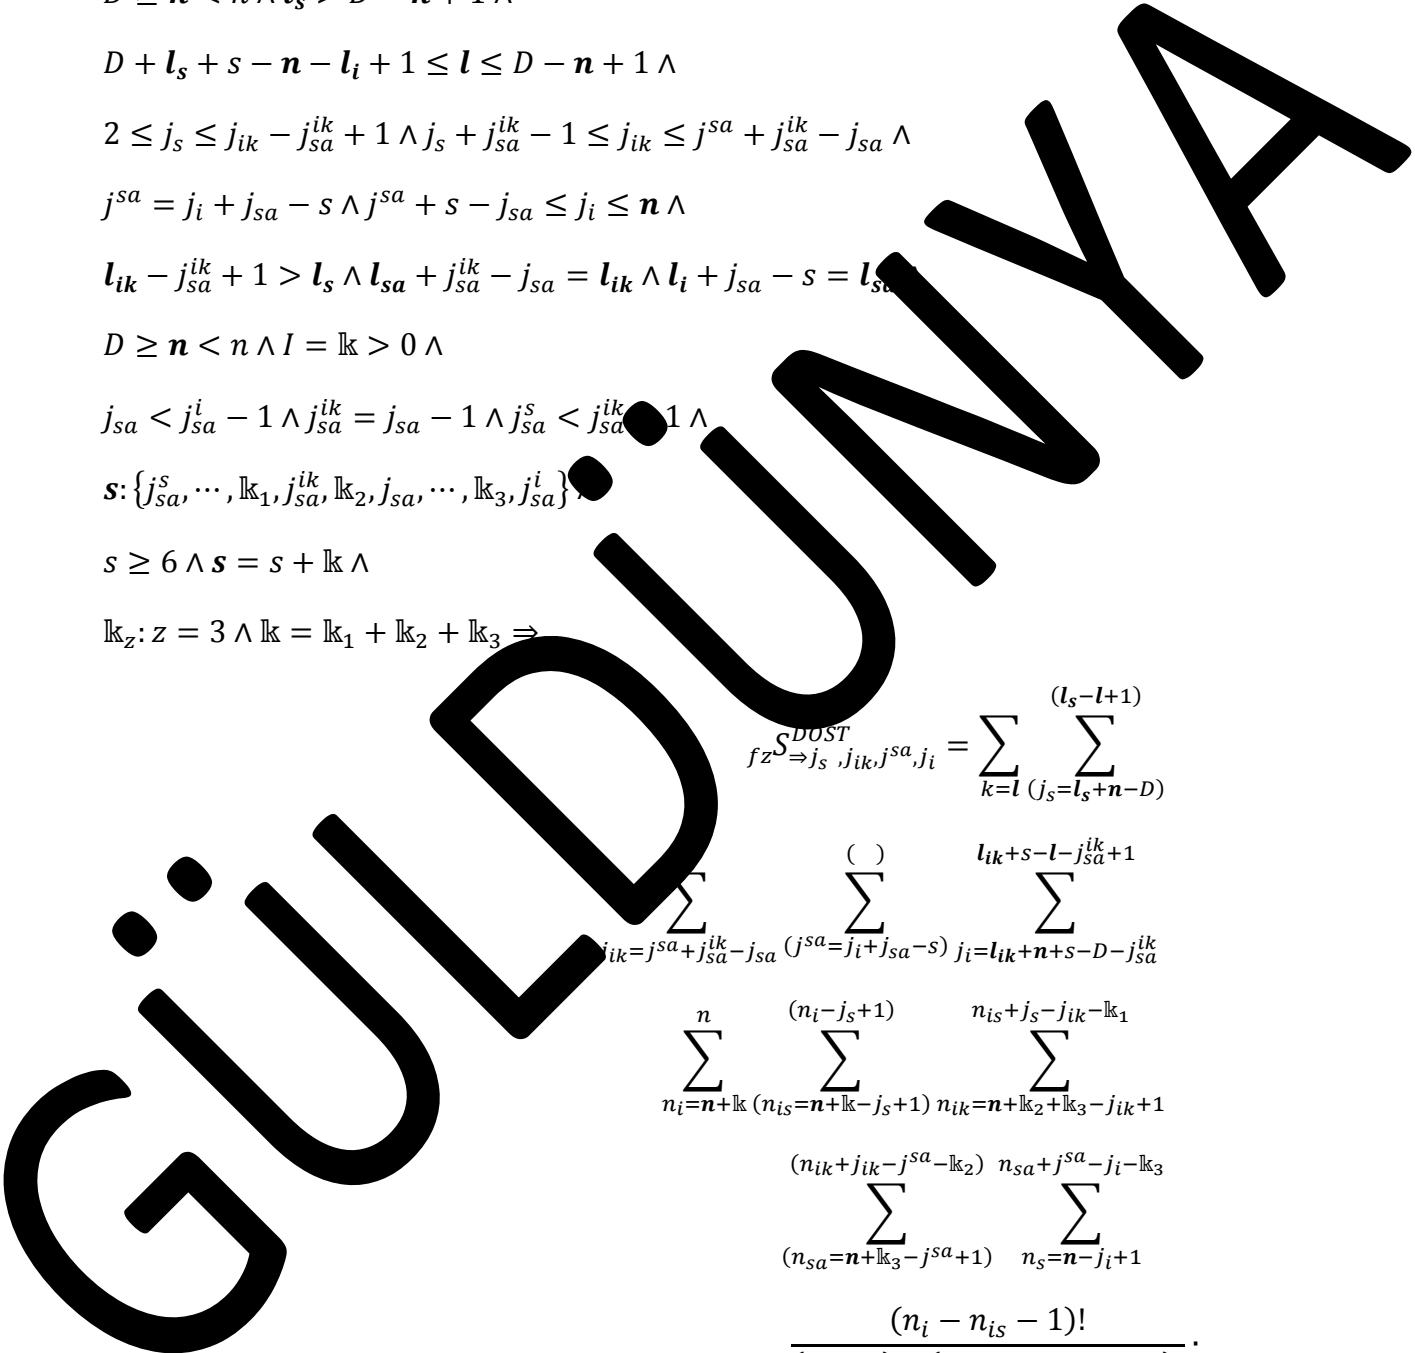 D + l_s + s − n − l_i + 1 ≤ l ≤ D − n + 1 ∧
2 ≤ j_s ≤ j_{ik} − j_{sa}^{ik} + 1 ∧ j_s + j_{sa}^{ik} − 1 ≤ j_{ik} ≤ j^{sa} + j_{sa}^{ik} − j_{sa} ∧
j^{sa} = j_i + j_{sa} − s ∧ j^{sa} + s − j_{sa} ≤ j_i ≤ n ∧
l_{ik} − j_{sa}^{ik} + 1 > l_s ∧ l_{sa} + j_{sa}^{ik} − j_{sa} = l_{ik} ∧ l_i + j_{sa} − s =
D ≥ n < n ∧ I = 𝕜 > 0 ∧
j_{sa} < j_{sa}^i − 1 ∧ j_{sa}^{ik} = j_{sa} − 1 ∧ j_{sa}^s < j_{sa}^{ik} 1 ∧
s: {j_{sa}^s, ⋯ , 𝕜_1, j_{sa}^{ik}, 𝕜_2, j_{sa}, ⋯ , 𝕜_3, j_{sa}^i}
s ≥ 6 ∧ s = s + 𝕜 ∧
𝕜_z: z = 3 ∧ 𝕜 = 𝕜_1 + 𝕜_2 + 𝕜_3 ⇒
(l_s−l+1)
_{fz}S^{DOST}_{⇒j_s ,j_{ik},j^{sa},j_i} = ∑ ∑
k=l (j_s=l_s+n−D)
( ) l_{ik}+s−l−j_{sa}^{ik}+1
∑ ∑ ∑
j_{ik}=j^{sa}+j_{sa}^{ik}−j_{sa} (j^{sa}=j_i+j_{sa}−s) j_i=l_{ik}+n+s−D−j_{sa}^{ik}
n (n_i−j_s+1) n_{is}+j_s−j_{ik}−𝕜_1
∑ ∑ ∑
n_i=n+𝕜 (n_{is}=n+𝕜−j_s+1) n_{ik}=n+𝕜_2+𝕜_3−j_{ik}+1
(n_{ik}+j_{ik}−j^{sa}−𝕜_2) n_{sa}+j^{sa}−j_i−𝕜_3
∑ ∑
(n_{sa}=n+𝕜_3−j^{sa}+1) n_s=n−j_i+1
(n_i − n_{is} − 1)!
.
GÜLDÜNYA